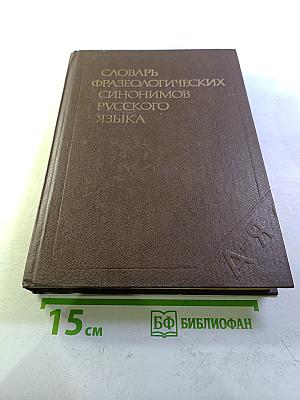 СЛОВАРЬ
ФРАЗЕОЛОГИЧЕСКИХ
СИНОНИМОВ
РУССКОГО
ЯЗЫКА
А-Я
15 см
БФ БИБЛИОФАН